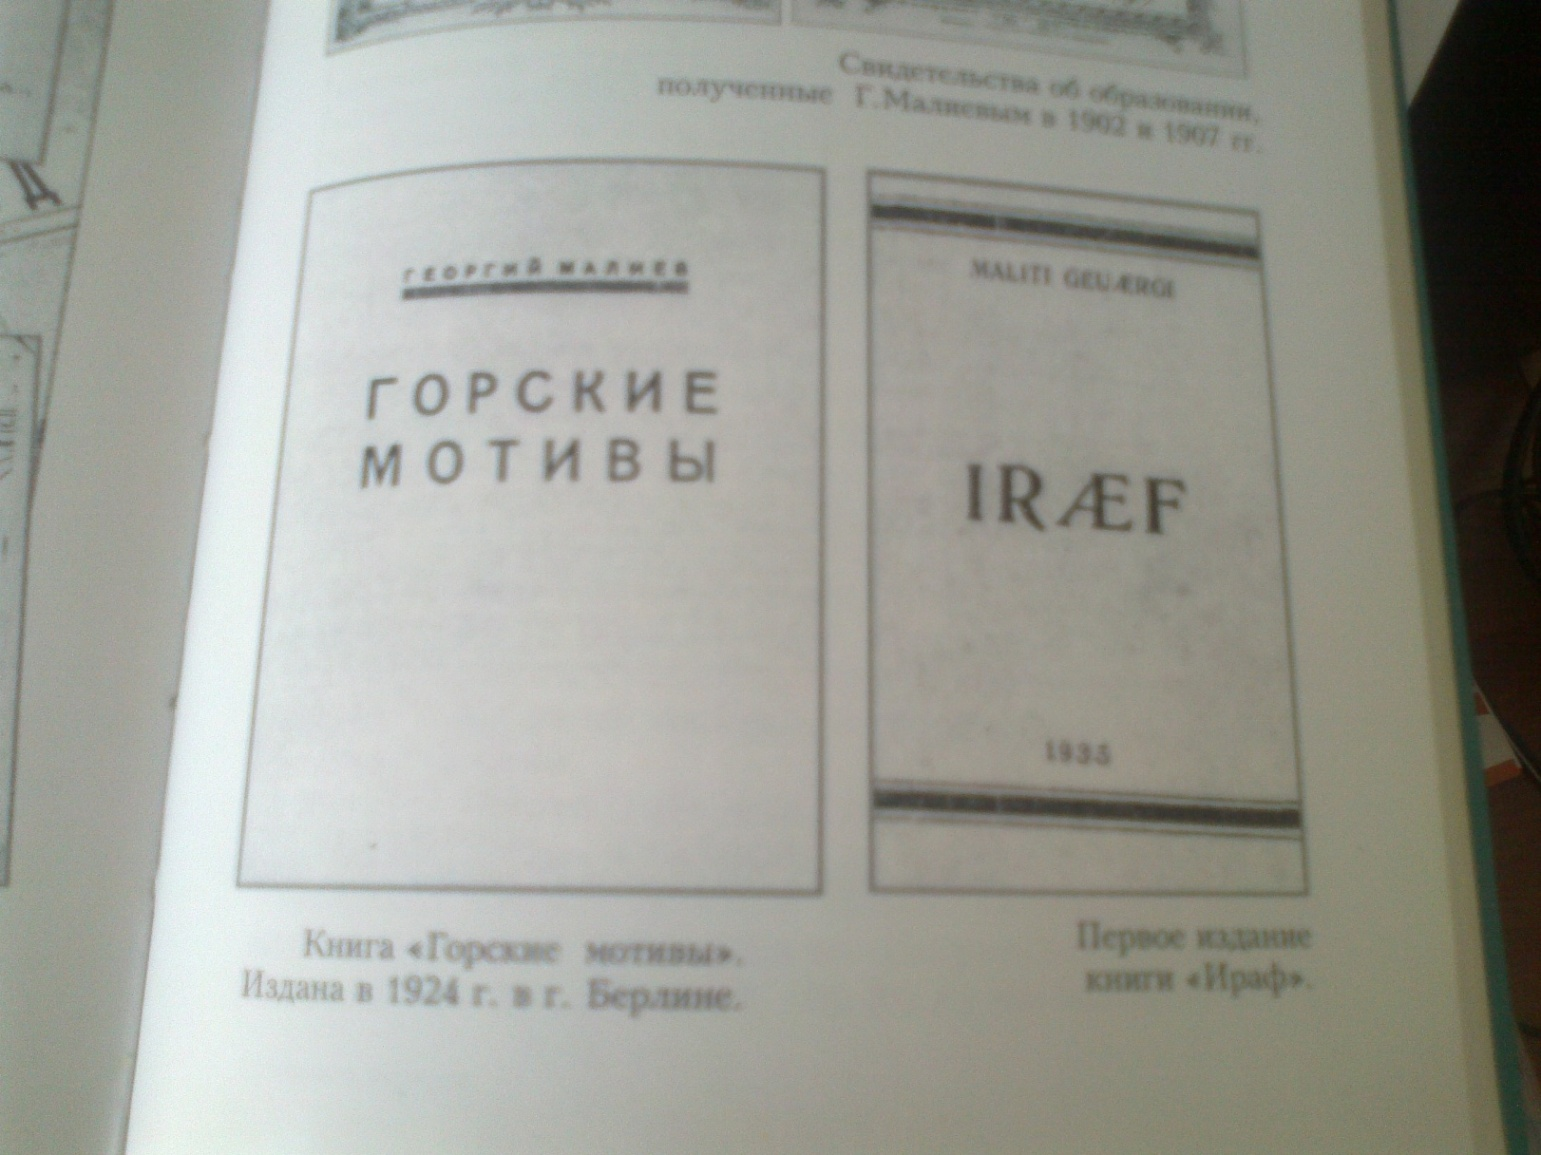 Свидетельства об образовании,
полученные Г.Малиевым в 1902 и 1907 гг.
ГЕОРГИЙ МАЛИЕВ
ГОРСКИЕ
МОТИВЫ
MALITI GEUÆRGI
IRÆF
1935
Книга «Горские мотивы».
Издана в 1924 г. в г. Берлине.
Первое издание
книги «Ираф».